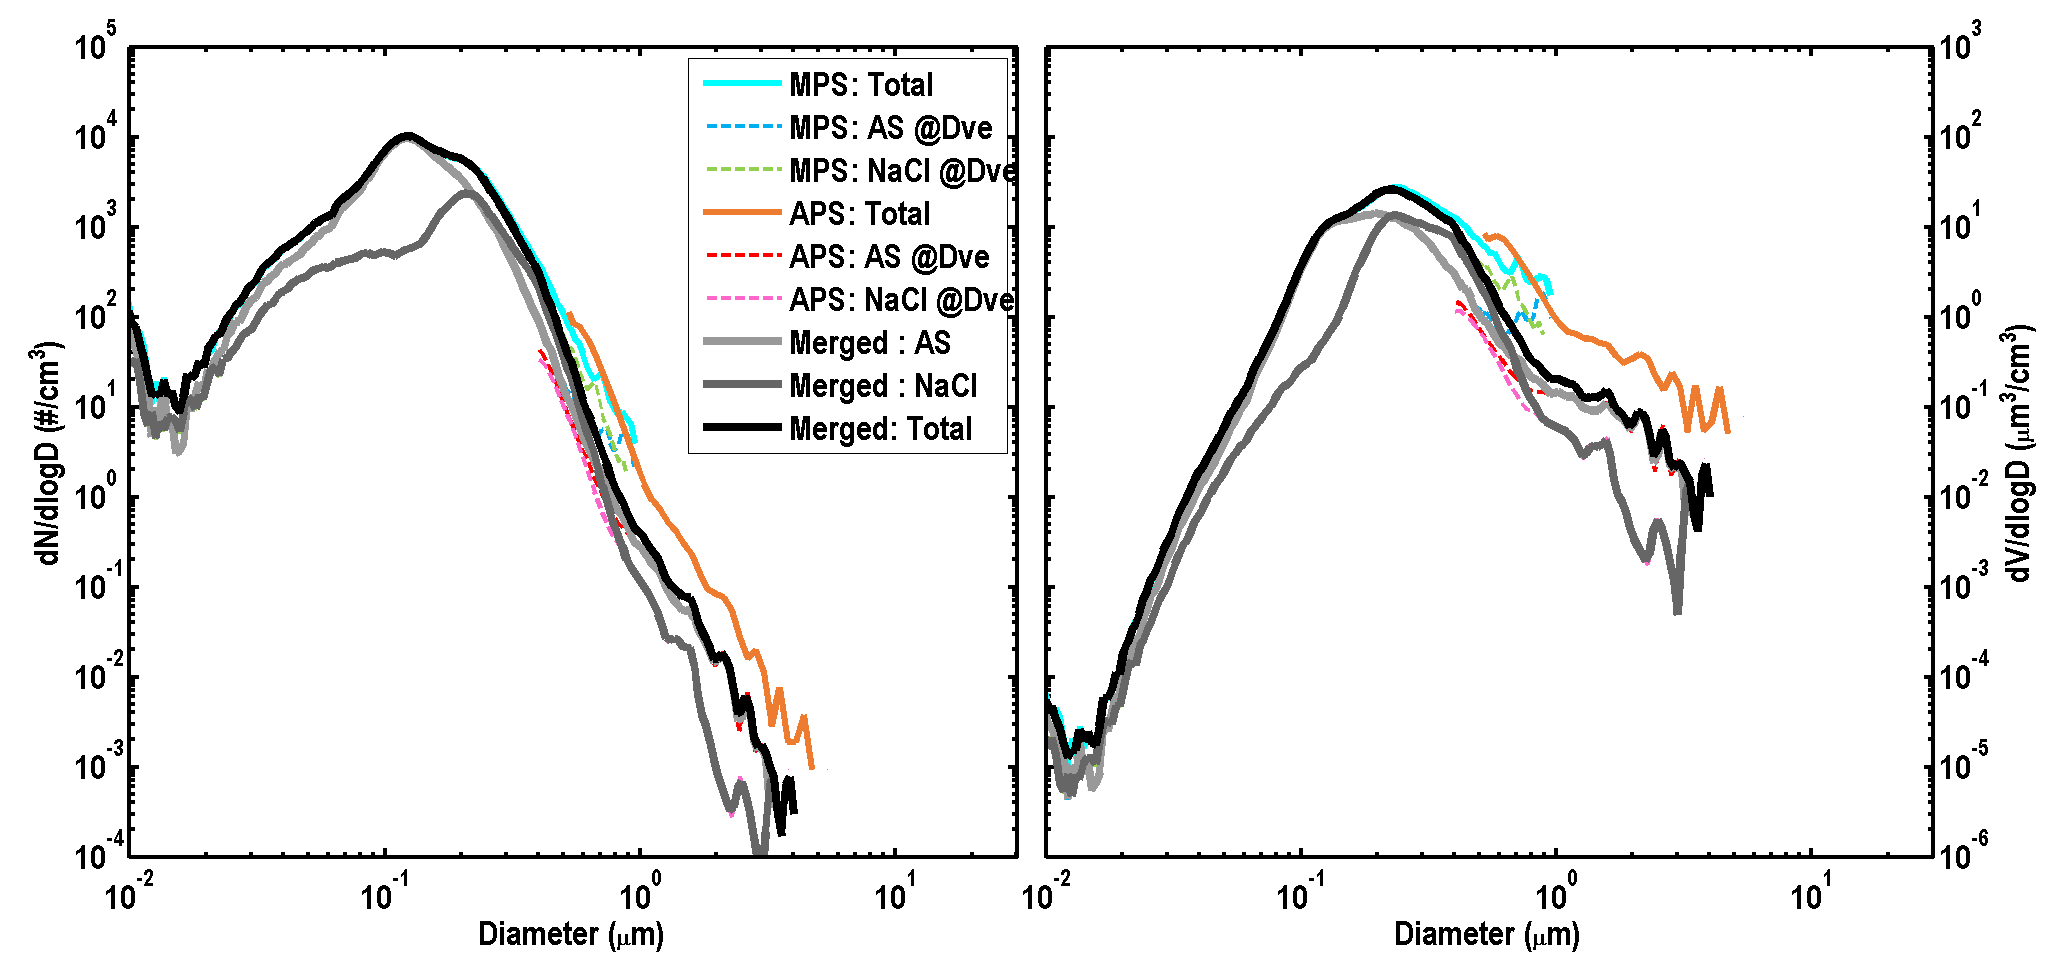 10^5
10^4
10^3
10^2
10^1
10^0
10^-1
10^-2
10^-3
10^-4
dN/dlogD (#/cm^3)
10^-2
10^-1
10^0
10^1
Diameter (μm)
MPS: Total
MPS: AS @Dve
MPS: NaCl @Dve
APS: Total
APS: AS @Dve
APS: NaCl @Dve
Merged : AS
Merged : NaCl
Merged: Total
10^-2
10^-1
10^0
10^1
Diameter (μm)
10^3
10^2
10^1
10^0
10^-1
10^-2
10^-3
10^-4
10^-5
10^-6
dV/dlogD (μm^3/cm^3)